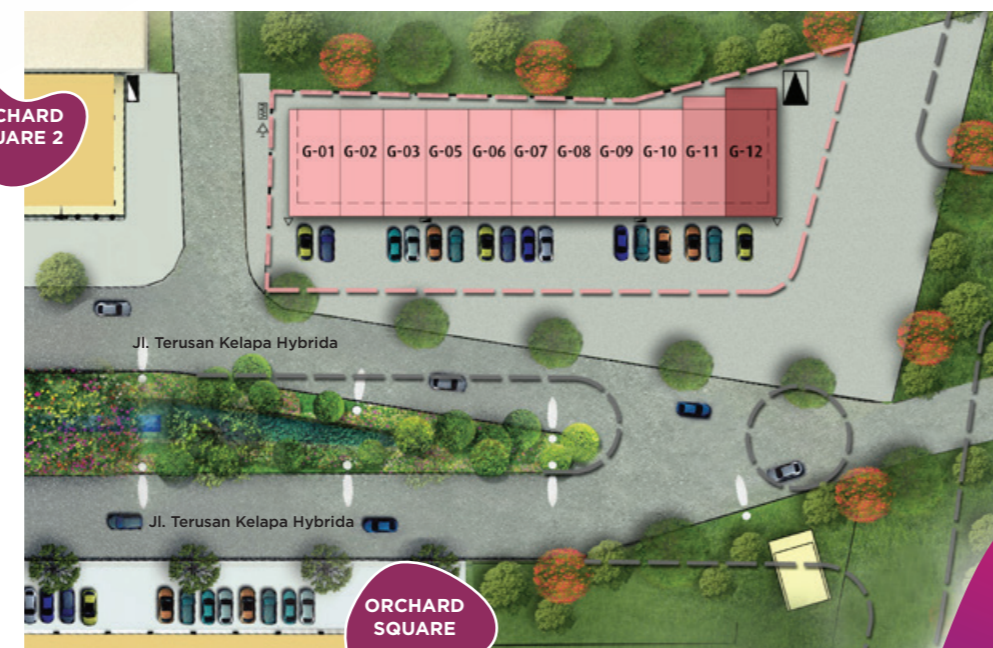 CHARD
UARE 2
G-01 G-02 G-03 G-05 G-06 G-07 G-08 G-09 G-10 G-11 G-12
Jl. Terusan Kelapa Hybrida
Jl. Terusan Kelapa Hybrida
ORCHARD
SQUARE